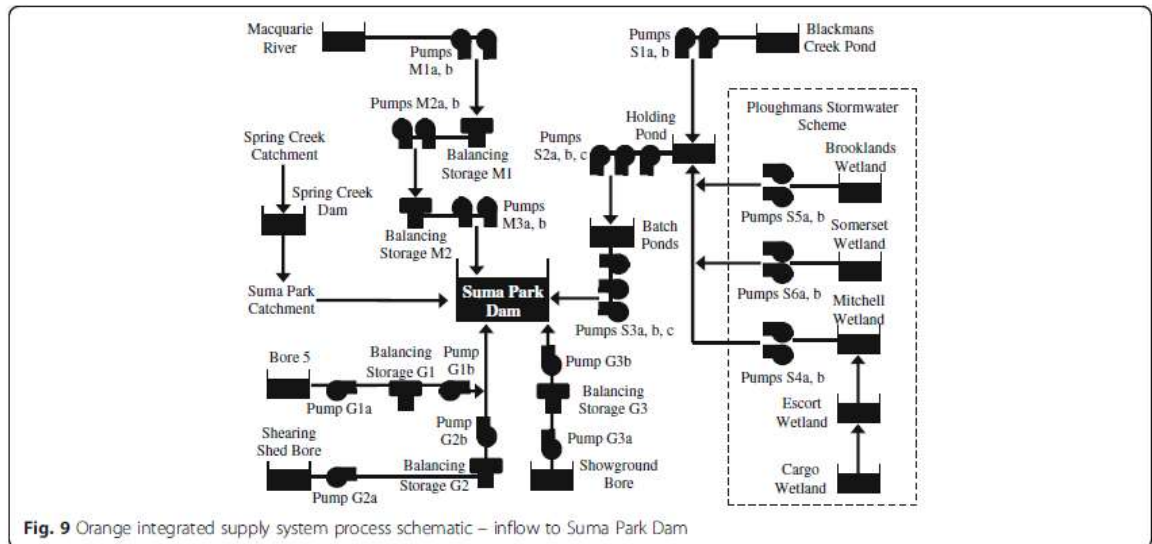 Macquarie
River
Pumps
M1a, b
Pumps
S1a, b
Blackmans
Creek Pond
Pumps M2a, b
Balancing
Storage M1
Spring Creek
Catchment
Spring Creek
Dam
Balancing
Storage M2
Pumps
M3a, b
Suma Park
Catchment
Suma Park
Dam
Pumps
S2a, b, c
Holding
Pond
Batch
Ponds
Pumps S3a, b, c
Ploughmans Stormwater
Scheme
Brooklands
Wetland
Pumps S5a, b
Somerset
Wetland
Pumps S6a, b
Mitchell
Wetland
Pumps S4a, b
Escort
Wetland
Cargo
Wetland
Bore 5
Pump G1a
Balancing
Storage G1
Pump
G1b
Shearing
Shed Bore
Pump G2a
Balancing
Storage G2
Pump
G2b
Pump G3b
Balancing
Storage G3
Pump G3a
Showground
Bore
Fig. 9 Orange integrated supply system process schematic – inflow to Suma Park Dam